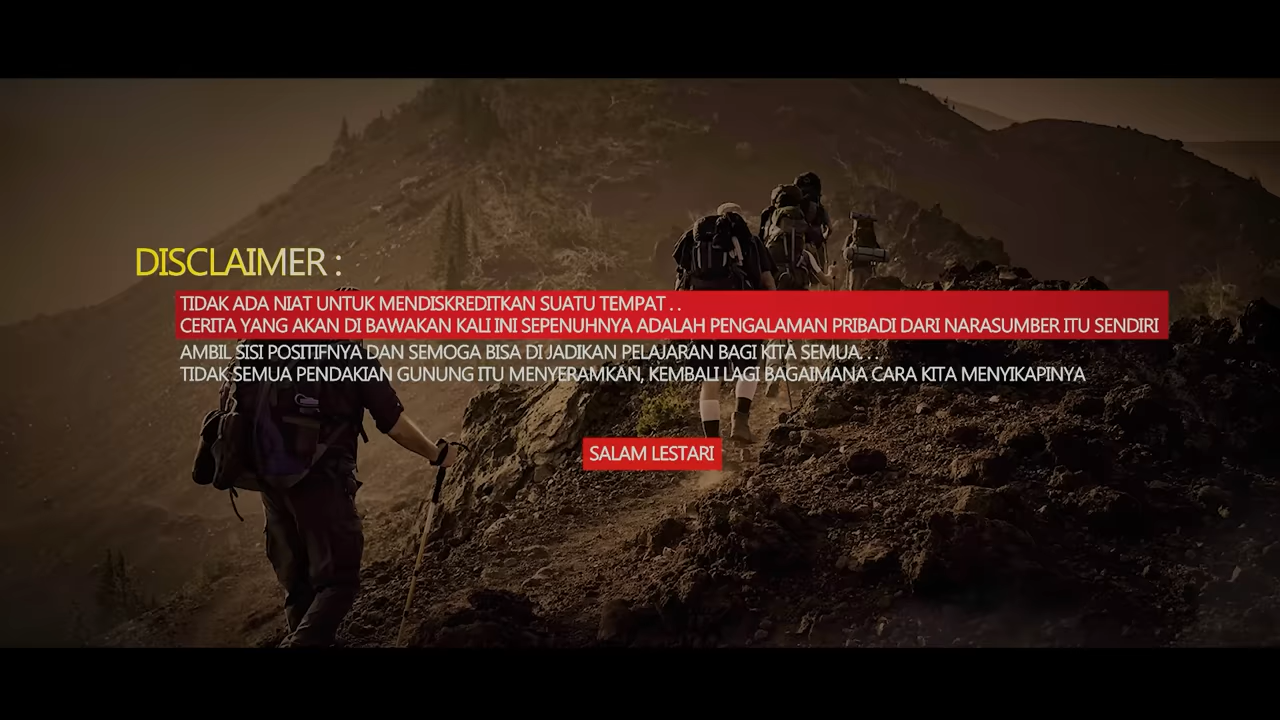 DISCLAIMER :
TIDAK ADA NIAT UNTUK MENDISKREDITKAN SUATU TEMPAT . .
CERITA YANG AKAN DI BAWAKAN KALI INI SEPENUHNYA ADALAH PENGALAMAN PRIBADI DARI NARASUMBER ITU SENDIRI
AMBIL SISI POSITIFNYA DAN SEMOGA BISA DI JADIKAN PELAJARAN BAGI KITA SEMUA. . .
TIDAK SEMUA PENDAKIAN GUNUNG ITU MENYERAMKAN, KEMBALI LAGI BAGAIMANA CARA KITA MENYIKAPINYA
SALAM LESTARI